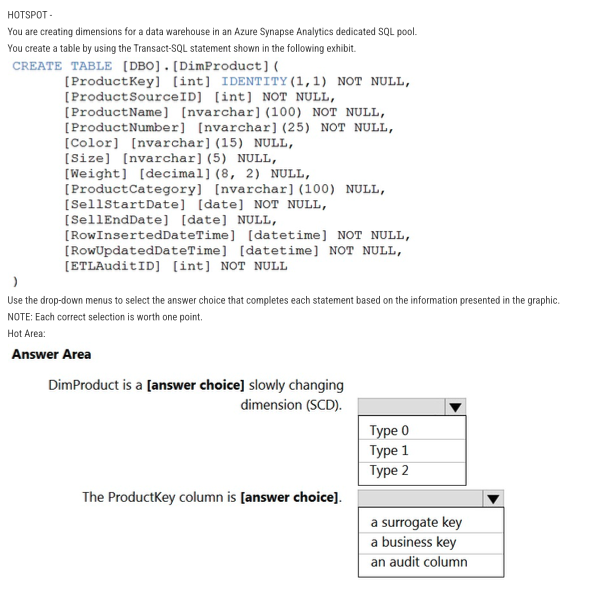 HOTSPOT -
You are creating dimensions for a data warehouse in an Azure Synapse Analytics dedicated SQL pool.
You create a table by using the Transact-SQL statement shown in the following exhibit.
CREATE TABLE [DBO].[DimProduct](
[ProductKey] [int] IDENTITY(1,1) NOT NULL,
[ProductSourceID] [int] NOT NULL,
[ProductName] [nvarchar](100) NOT NULL,
[ProductNumber] [nvarchar](25) NOT NULL,
[Color] [nvarchar](15) NULL,
[Size] [nvarchar](5) NULL,
[Weight] [decimal](8, 2) NULL,
[ProductCategory] [nvarchar](100) NULL,
[SellStartDate] [date] NOT NULL,
[SellEndDate] [date] NULL,
[RowInsertedDateTime] [datetime] NOT NULL,
[RowUpdatedDateTime] [datetime] NOT NULL,
[ETLAuditID] [int] NOT NULL
)
Use the drop-down menus to select the answer choice that completes each statement based on the information presented in the graphic.
NOTE: Each correct selection is worth one point.
Hot Area:
Answer Area
DimProduct is a [answer choice] slowly changing
dimension (SCD).
Type 0
Type 1
Type 2
The ProductKey column is [answer choice].
a surrogate key
a business key
an audit column